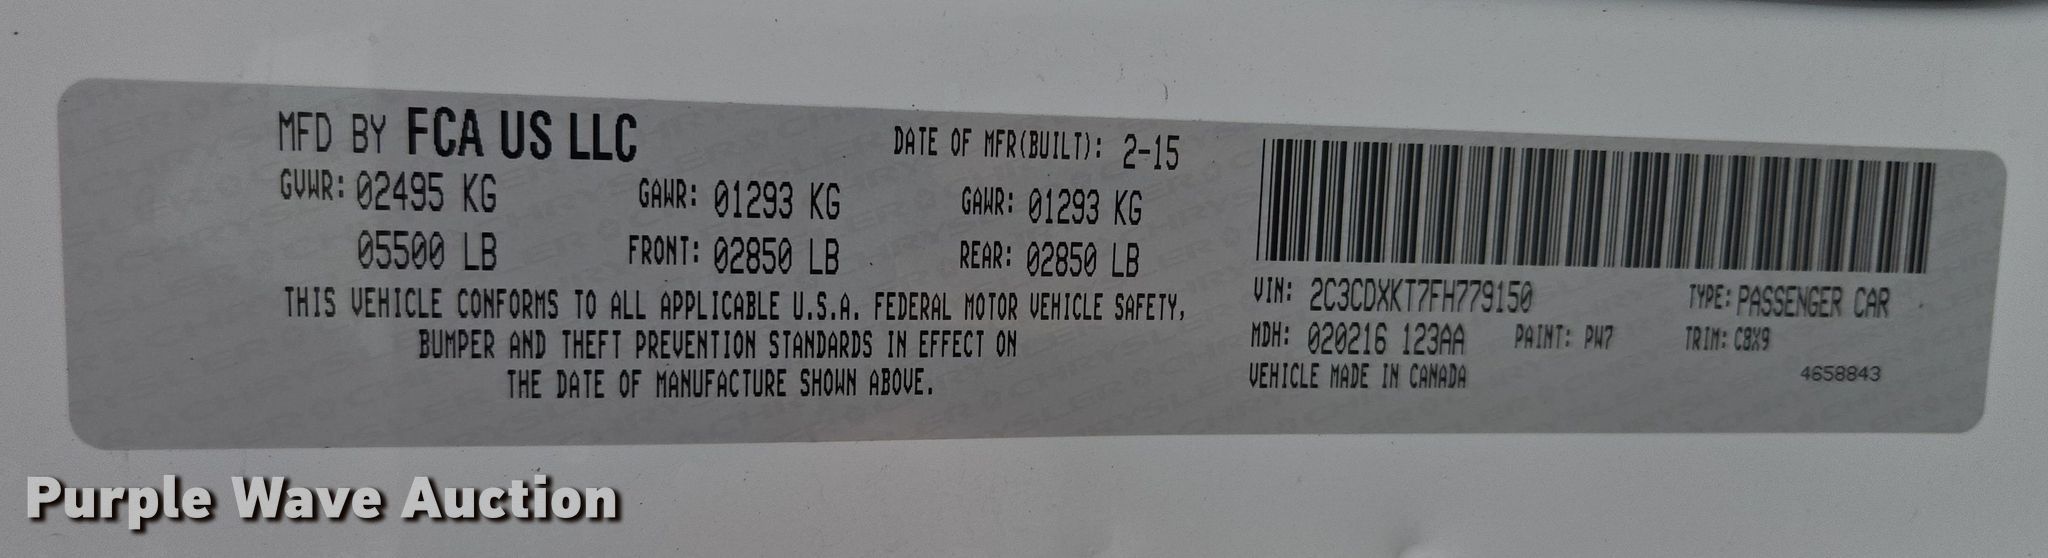 MFD BY FCA US LLC DATE OF MFR(BUILT): 2-15
GVWR: 02495 KG GAWR: 01293 KG GAWR: 01293 KG
05500 LB FRONT: 02850 LB REAR: 02850 LB
THIS VEHICLE CONFORMS TO ALL APPLICABLE U.S.A. FEDERAL MOTOR VEHICLE SAFETY,
BUMPER AND THEFT PREVENTION STANDARDS IN EFFECT ON
THE DATE OF MANUFACTURE SHOWN ABOVE.
VIN: 2C3CDXKT7FH779150 TYPE: PASSENGER CAR
MDH: 020216 123AA PAINT: PW7 TRIM: C8X9
VEHICLE MADE IN CANADA 4658843
Purple Wave Auction